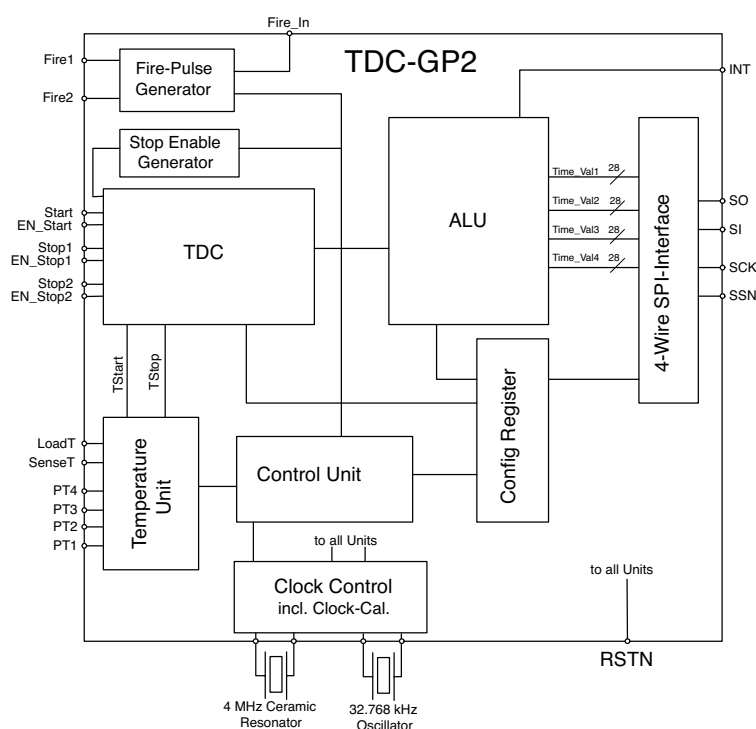 Fire_In
TDC-GP2
Fire1
Fire2
Fire-Pulse
Generator
INT
Stop Enable
Generator
Start
EN_Start
Stop1
EN_Stop1
Stop2
EN_Stop2
TDC
ALU
Time_Val1 28
Time_Val2 28
Time_Val3 28
Time_Val4 28
4-Wire SPI-Interface
SO
SI
SCK
SSN
TStart
TStop
Config Register
LoadT
SenseT
PT4
PT3
PT2
PT1
Temperature
Unit
Control Unit
to all Units
Clock Control
incl. Clock-Cal.
to all Units
RSTN
4 MHz Ceramic
Resonator
32.768 kHz
Oscillator